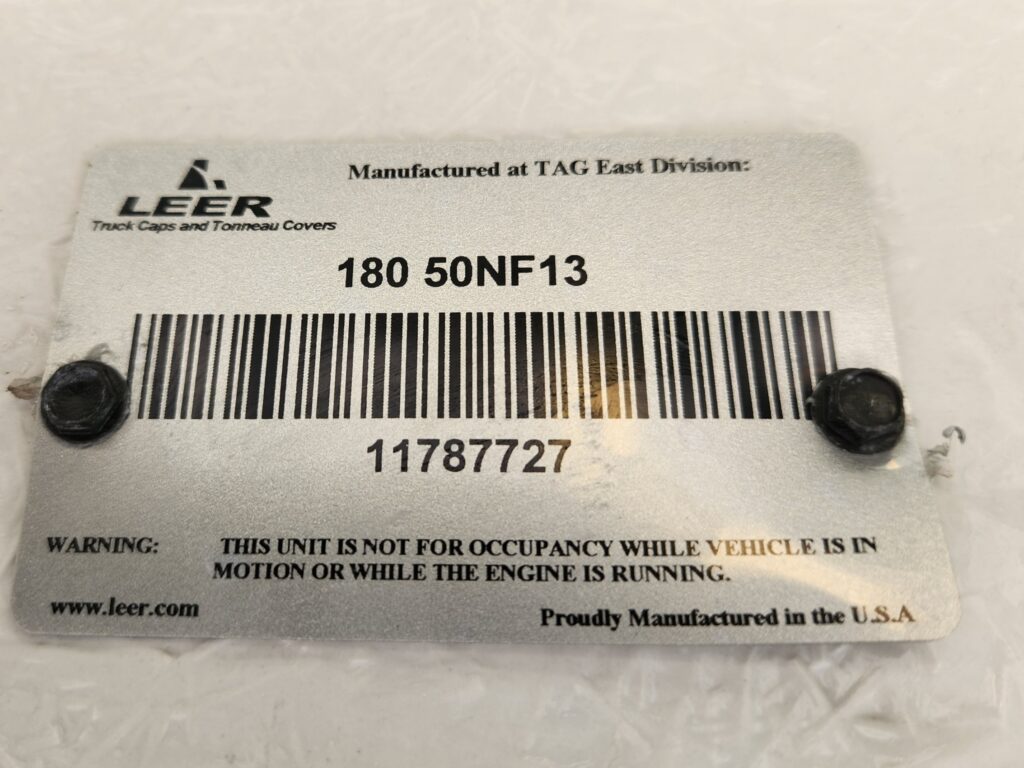 LEER
Truck Caps and Tonneau Covers
Manufactured at TAG East Division:
180 50NF13
11787727
WARNING: THIS UNIT IS NOT FOR OCCUPANCY WHILE VEHICLE IS IN
MOTION OR WHILE THE ENGINE IS RUNNING.
www.leer.com
Proudly Manufactured in the U.S.A